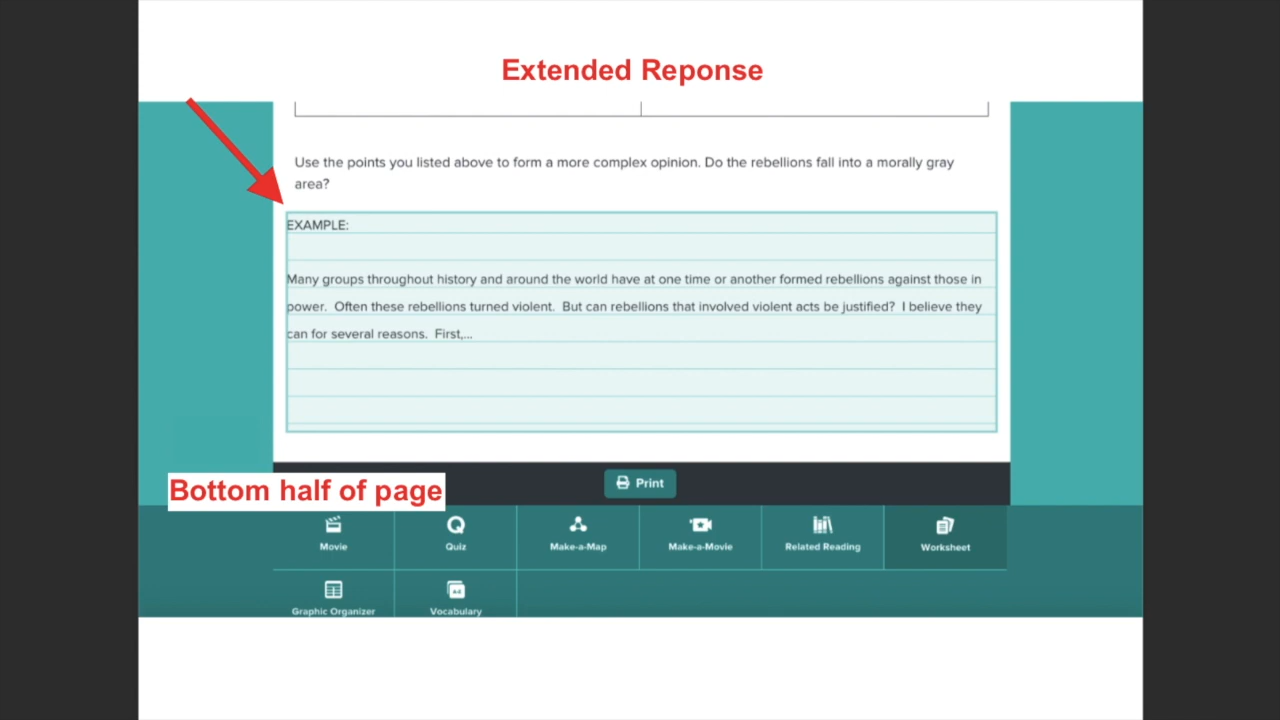 Extended Reponse
Use the points you listed above to form a more complex opinion. Do the rebellions fall into a morally gray
area?
EXAMPLE:
Many groups throughout history and around the world have at one time or another formed rebellions against those in
power.  Often these rebellions turned violent.  But can rebellions that involved violent acts be justified?  I believe they
can for several reasons.  First,...
Print
Bottom half of page
Movie
Quiz
Make-a-Map
Make-a-Movie
Related Reading
Worksheet
Graphic Organizer
Vocabulary